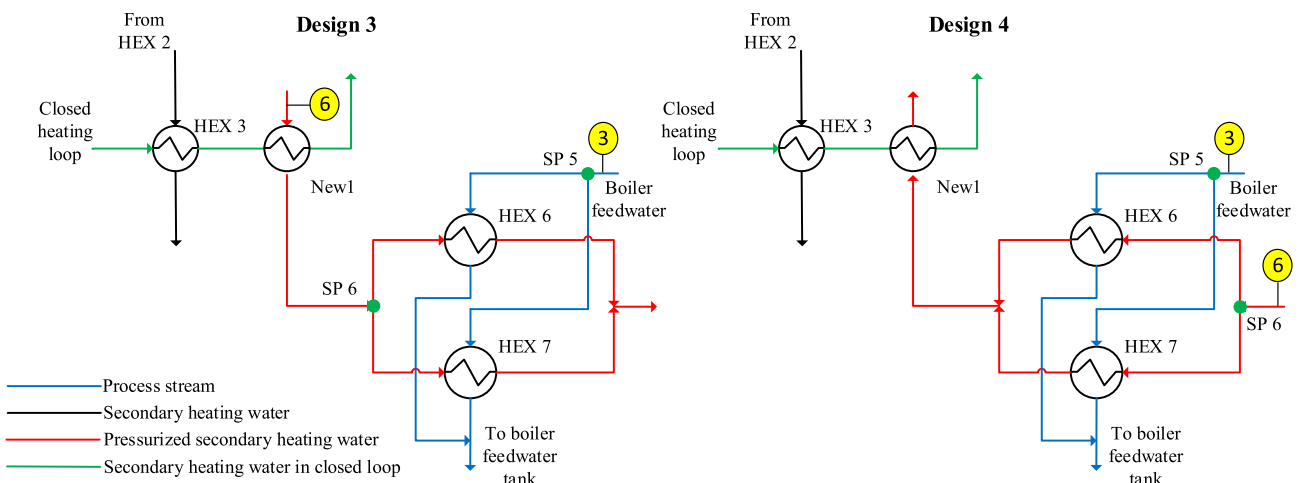 From
HEX 2
Design 3
6
Closed
heating
loop
HEX 3
New1
3
SP 5
Boiler
feedwater
HEX 6
SP 6
HEX 7
To boiler
feedwater
tank
Process stream
Secondary heating water
Pressurized secondary heating water
Secondary heating water in closed loop
From
HEX 2
Design 4
Closed
heating
loop
HEX 3
New1
3
SP 5
Boiler
feedwater
HEX 6
6
SP 6
HEX 7
To boiler
feedwater
tank